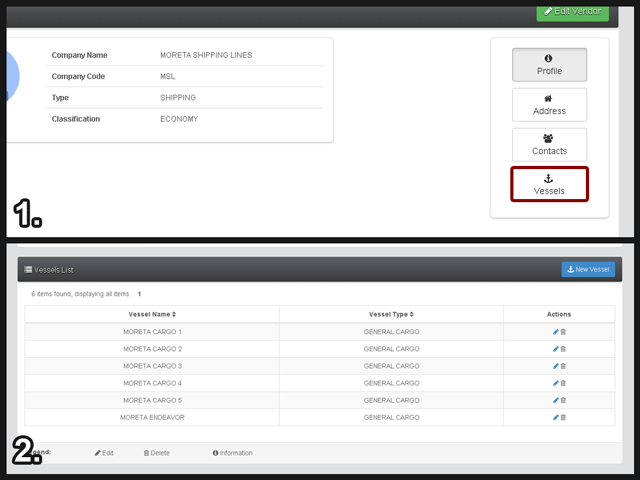 Edit Vendor
Company Name MORETA SHIPPING LINES
Company Code MSL
Type SHIPPING
Classification ECONOMY
Profile
Address
Contacts
Vessels
1.
Vessels List
New Vessel
6 items found, displaying all items. 1
Vessel Name Vessel Type Actions
MORETA CARGO 1 GENERAL CARGO
MORETA CARGO 2 GENERAL CARGO
MORETA CARGO 3 GENERAL CARGO
MORETA CARGO 4 GENERAL CARGO
MORETA CARGO 5 GENERAL CARGO
MORETA ENDEAVOR GENERAL CARGO
2.
Edit Delete Information